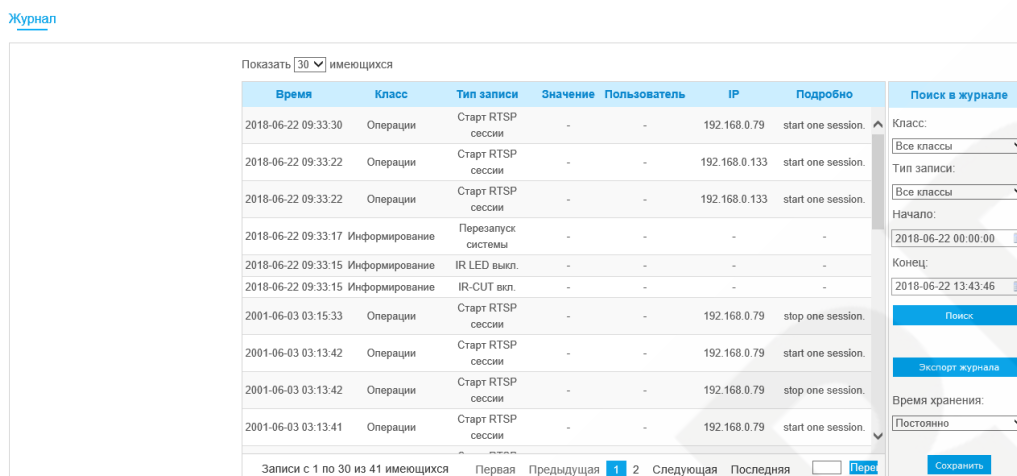 Журнал
Показать 30 имеющихся
Время Класс Тип записи Значение Пользователь IP Подробно
2018-06-22 09:33:30 Операции Старт RTSP сессии - - 192.168.0.79 start one session.
2018-06-22 09:33:22 Операции Старт RTSP сессии - - 192.168.0.133 start one session.
2018-06-22 09:33:22 Операции Старт RTSP сессии - - 192.168.0.133 start one session.
2018-06-22 09:33:17 Информирование Перезапуск системы - - - -
2018-06-22 09:33:15 Информирование IR LED выкл. - - - -
2018-06-22 09:33:15 Информирование IR-CUT вкл. - - - -
2001-06-03 03:15:33 Операции Старт RTSP сессии - - 192.168.0.79 stop one session.
2001-06-03 03:13:42 Операции Старт RTSP сессии - - 192.168.0.79 start one session.
2001-06-03 03:13:42 Операции Старт RTSP сессии - - 192.168.0.79 stop one session.
2001-06-03 03:13:41 Операции Старт RTSP сессии - - 192.168.0.79 start one session.
Записи с 1 по 30 из 41 имеющихся Первая Предыдущая 1 2 Следующая Последняя
Поиск в журнале
Класс:
Все классы
Тип записи:
Все классы
Начало:
2018-06-22 00:00:00
Конец:
2018-06-22 13:43:46
Поиск
Экспорт журнала
Время хранения:
Постоянно
Сохранить